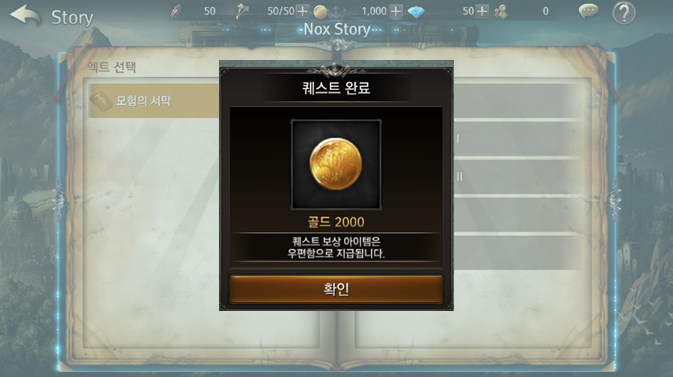 Story
50
50/50
1,000
50
0
?
Nox Story
엑트 선택
모험의 서막
I
II
퀘스트 완료
골드 2000
퀘스트 보상 아이템은
우편함으로 지급됩니다.
확인